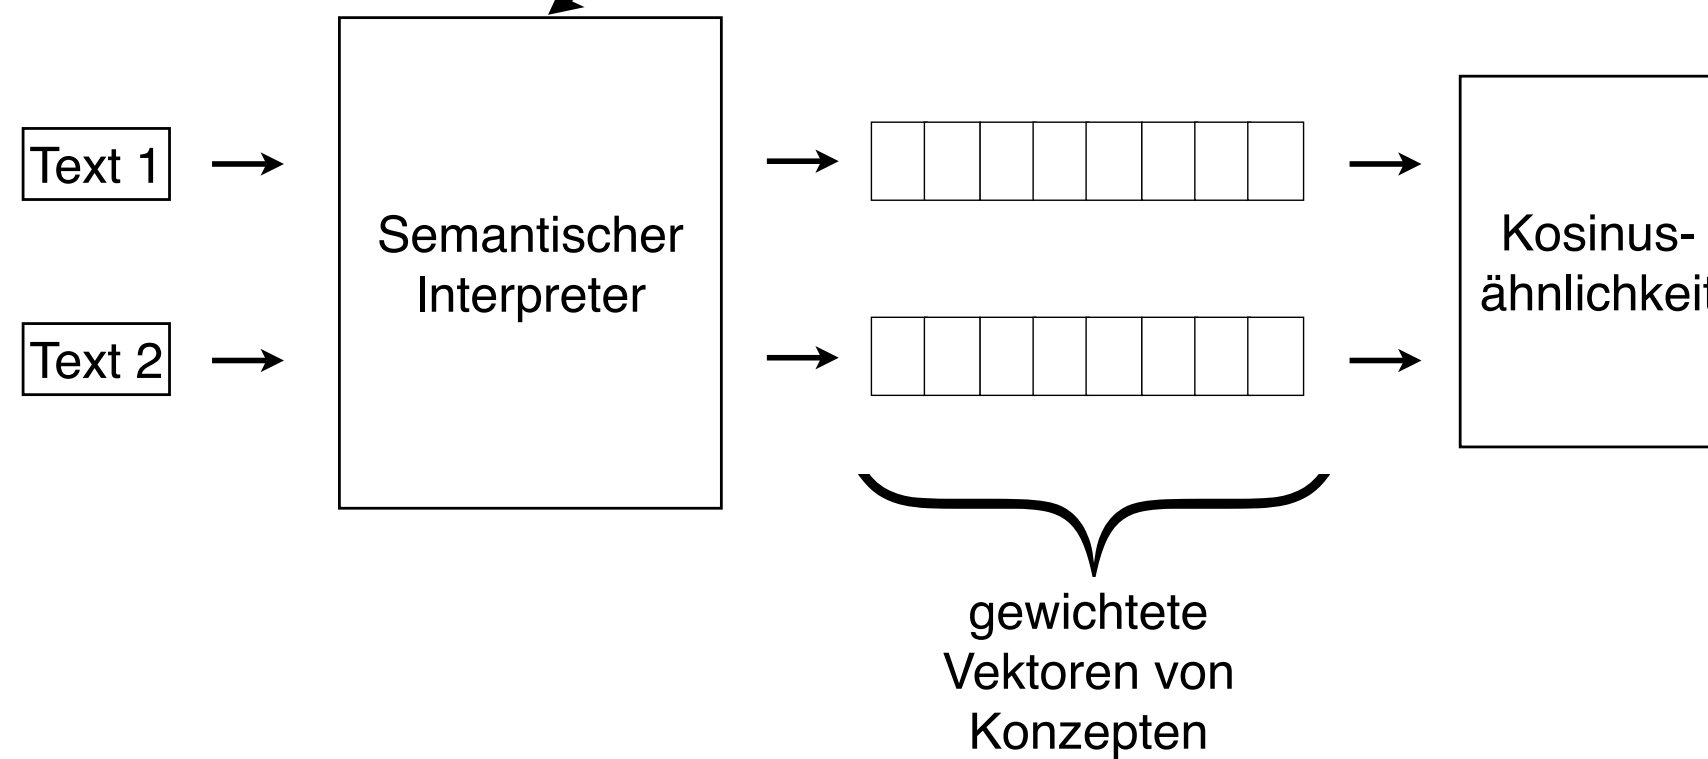 Text 1
Semantischer
Interpreter
Text 2
Kosinus-
ähnlichkeit
gewichtete
Vektoren von
Konzepten